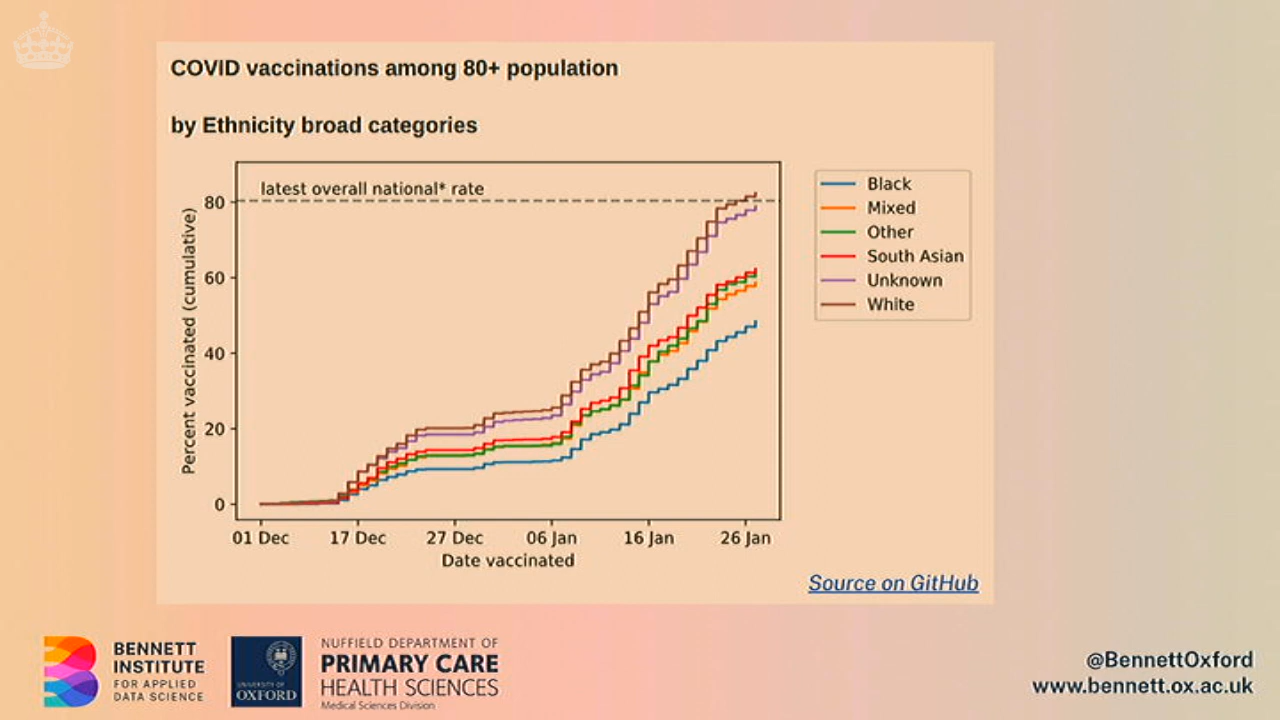 COVID vaccinations among 80+ population
by Ethnicity broad categories
latest overall national* rate
80
60
40
20
0
Percent vaccinated (cumulative)
01 Dec
17 Dec
27 Dec
06 Jan
16 Jan
26 Jan
Date vaccinated
Black
Mixed
Other
South Asian
Unknown
White
Source on GitHub
BENNETT
INSTITUTE
FOR APPLIED
DATA SCIENCE
UNIVERSITY OF
OXFORD
NUFFIELD DEPARTMENT OF
PRIMARY CARE
HEALTH SCIENCES
Medical Sciences Division
@BennettOxford
www.bennett.ox.ac.uk